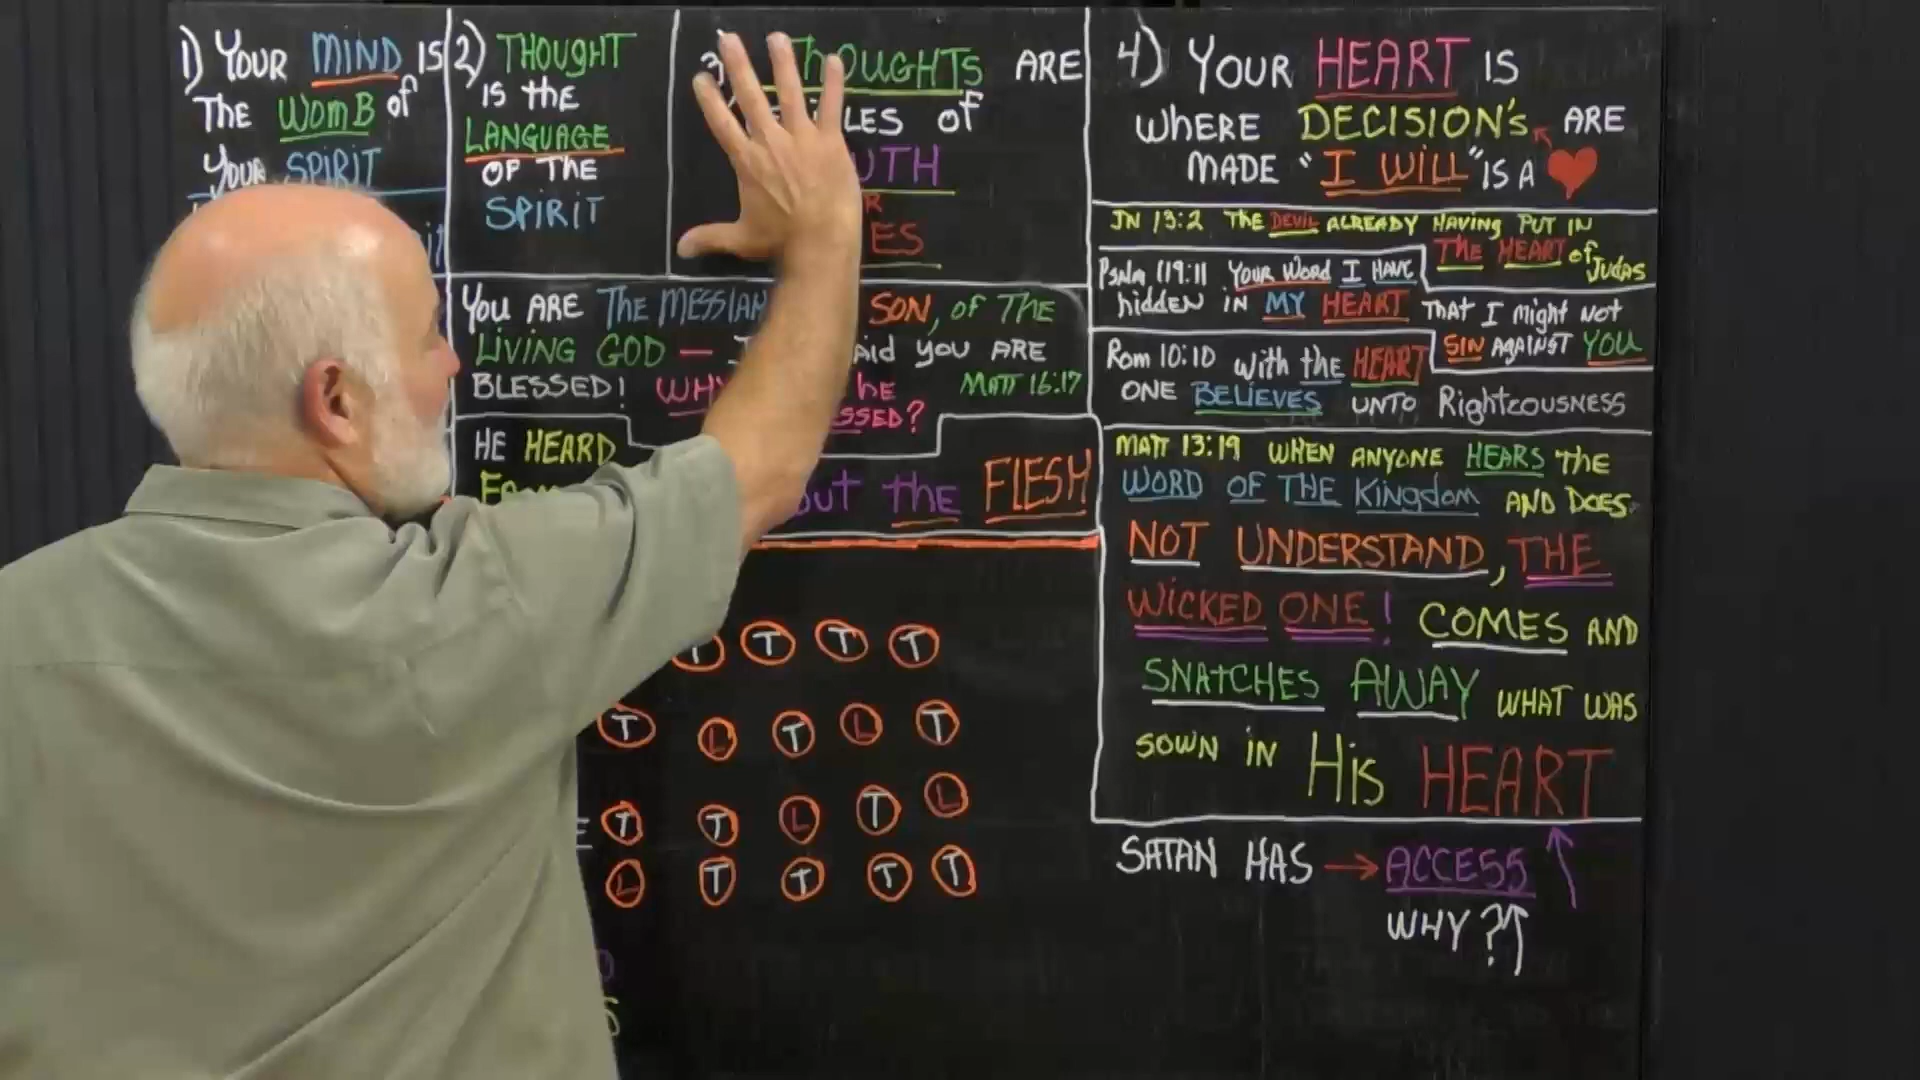 1) YOUR MIND IS
THE WOMB of
YOUR SPIRIT
2) THOUGHT
IS the
LANGUAGE
OF THE
SPIRIT
THOUGHTS ARE
of
4) YOUR HEART IS
WHERE DECISION'S ARE
MADE "I WILL" IS A
JN 13:2 THE DEVIL ALREADY HAVING PUT IN
THE HEART of
JUDAS
Psalm 119:11 YOUR WORD I HAVE
hidden IN MY HEART THAT I might NOT
SIN AGAINST YOU
Rom 10:10 with the HEART
ONE BELIEVES UNTO RighteousNESS
MATT 13:19 WHEN ANYONE HEARS THE
WORD OF THE Kingdom AND DOES
NOT UNDERSTAND, THE
WICKED ONE! COMES AND
SNATCHES AWAY WHAT WAS
SOWN IN His HEART
SATAN HAS → ACCESS
WHY?
YOU ARE THE MESSIAH SON, of THE
LIVING GOD — you ARE
BLESSED! WHY HE MATT 16:17
HE HEARD
the FLESH
T T T
T L T L T
T T L T L
L T T T T